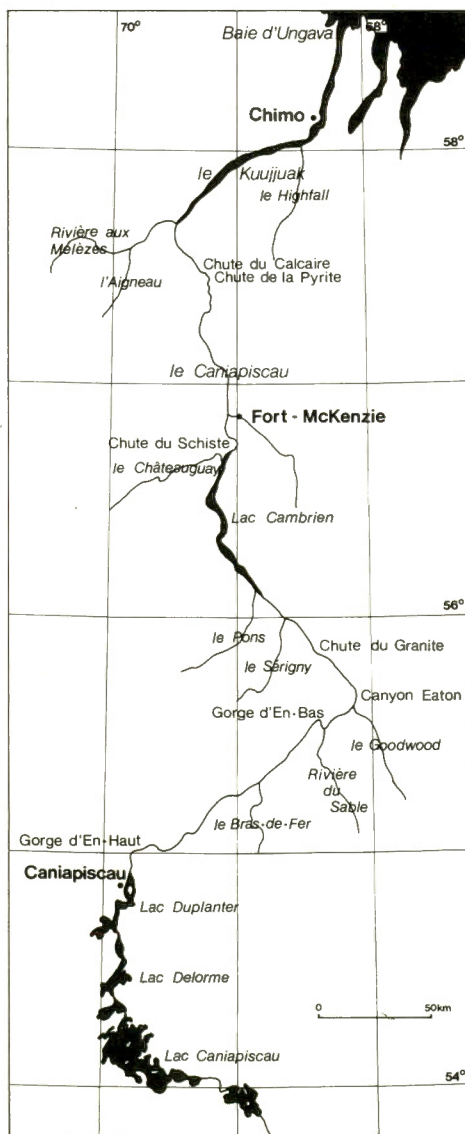 70°
68°
Baie d'Ungava
Chimo
58°
le Kuujjuak
le Highfall
Rivière aux
Mélèzes
l'Aigneau
Chute du Calcaire
Chute de la Pyrite
le Caniapiscau
Fort - McKenzie
Chute du Schiste
le Châteauguay
Lac Cambrien
56°
le Pons
le Sérigny
Chute du Granite
Canyon Eaton
Gorge d'En-Bas
le Goodwood
Rivière
du
Sable
le Bras-de-Fer
Gorge d'En-Haut
Caniapiscau
Lac Duplanter
Lac Delorme
0 50km
Lac Caniapiscau
54°